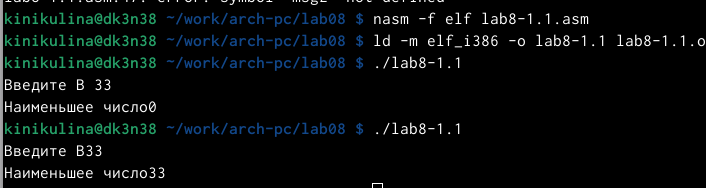 kinikulina@dk3n38 ~/work/arch-pc/lab08 $ nasm -f elf lab8-1.1.asm
kinikulina@dk3n38 ~/work/arch-pc/lab08 $ ld -m elf_i386 -o lab8-1.1 lab8-1.1.o
kinikulina@dk3n38 ~/work/arch-pc/lab08 $ ./lab8-1.1
Введите В 33
Наименьшее число0
kinikulina@dk3n38 ~/work/arch-pc/lab08 $ ./lab8-1.1
Введите В33
Наименьшее число33